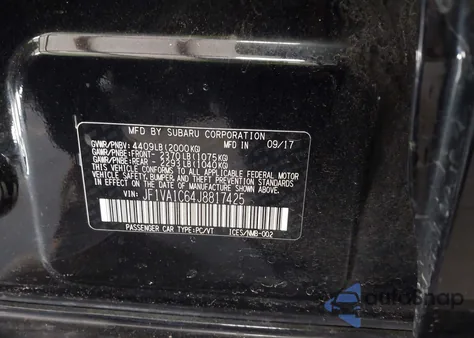 MFD BY SUBARU CORPORATION
GVWR/PNBV: 4409LB(2000KG) MFD IN 09/17
GAWR/PNBE:FRONT- 2370LB(1075KG)
GAWR/PNBE:REAR - 2293LB(1040KG)
THIS VEHICLE CONFORMS TO ALL APPLICABLE FEDERAL MOTOR
VEHICLE SAFETY, BUMPER, AND THEFT PREVENTION STANDARDS
IN EFFECT ON THE DATE OF MANUFACTURE SHOWN ABOVE.
VIN: JF1VA1C64J8817425
PASSENGER CAR TYPE:PC/VT ICES/NMB-002
autoSnap